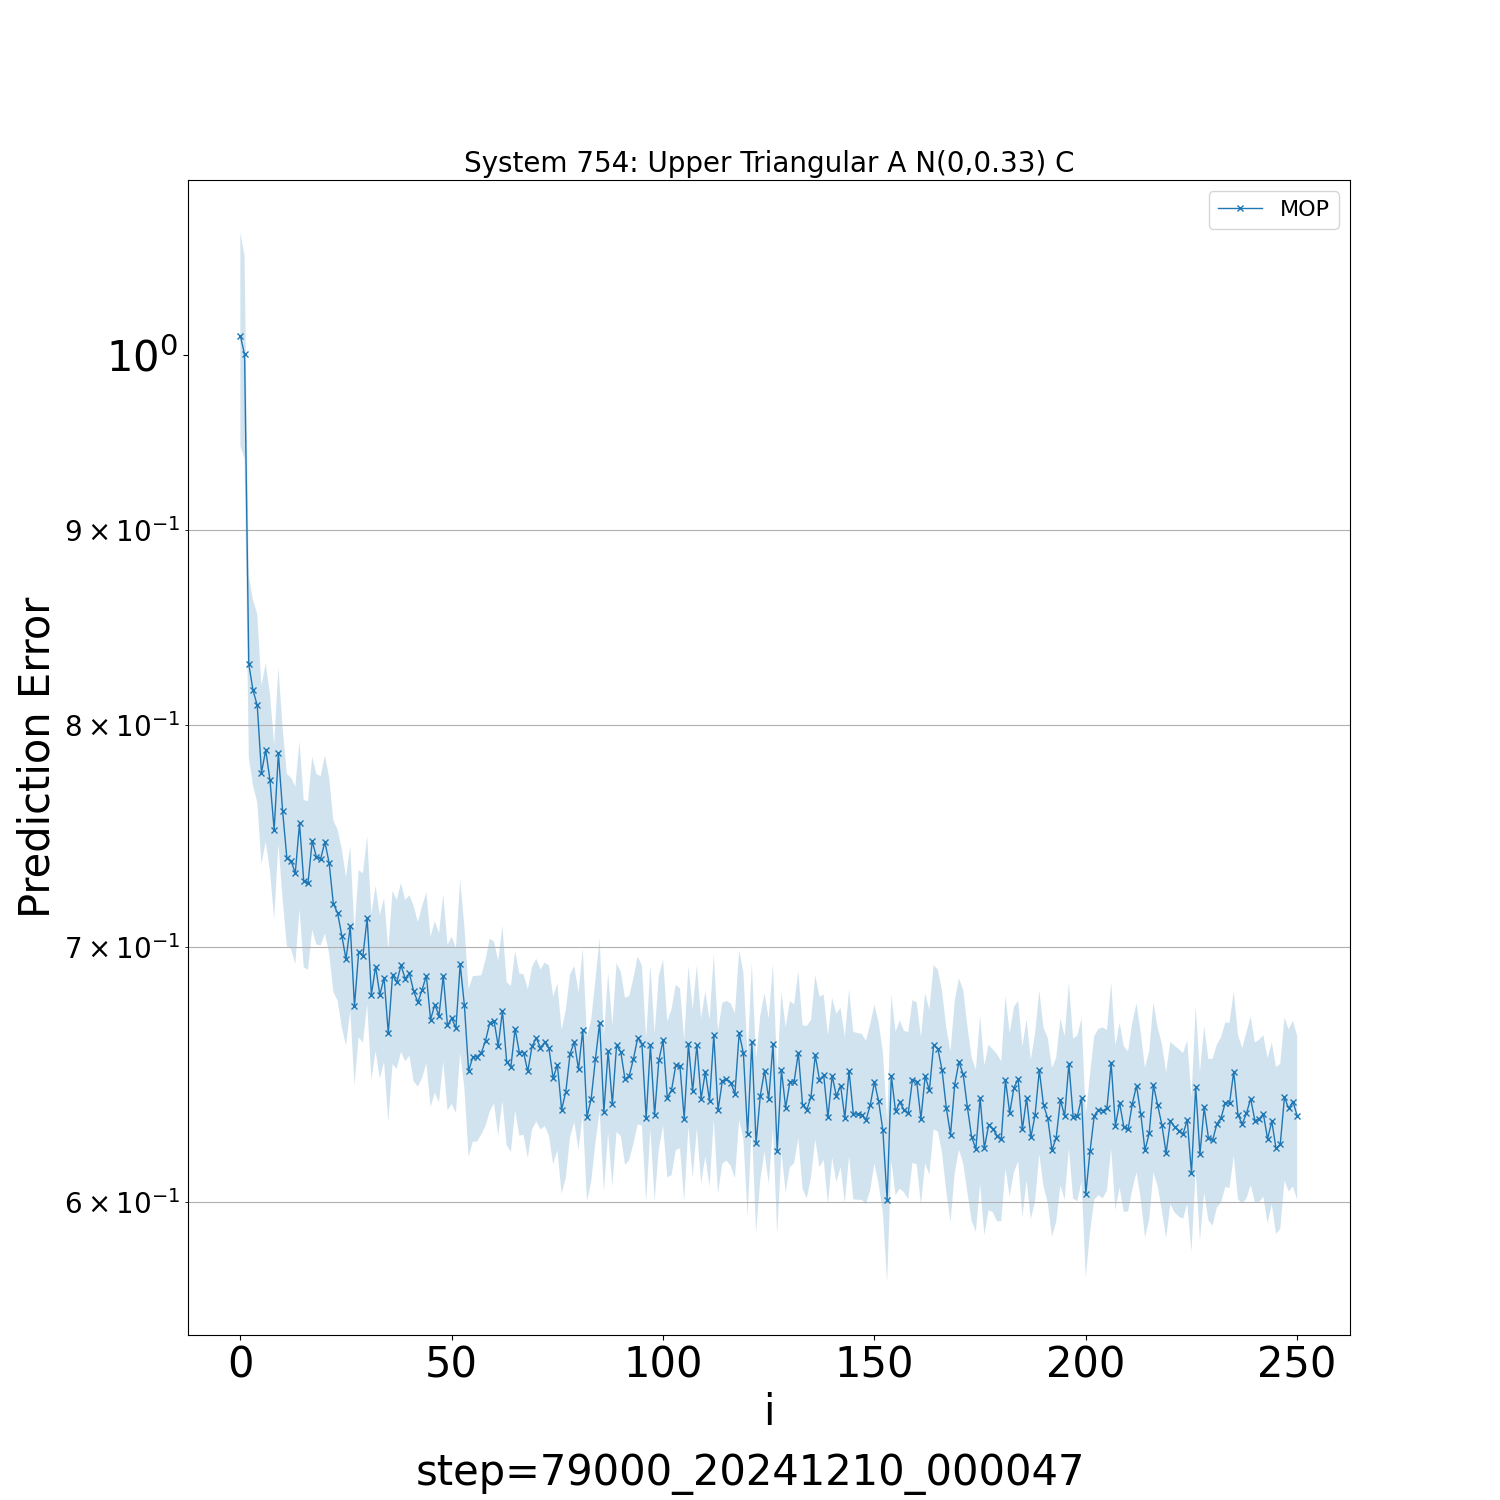 System 754: Upper Triangular A N(0,0.33) C
MOP
10⁰
9 × 10⁻¹
8 × 10⁻¹
7 × 10⁻¹
6 × 10⁻¹
Prediction Error
0 50 100 150 200 250
i
step=79000_20241210_000047